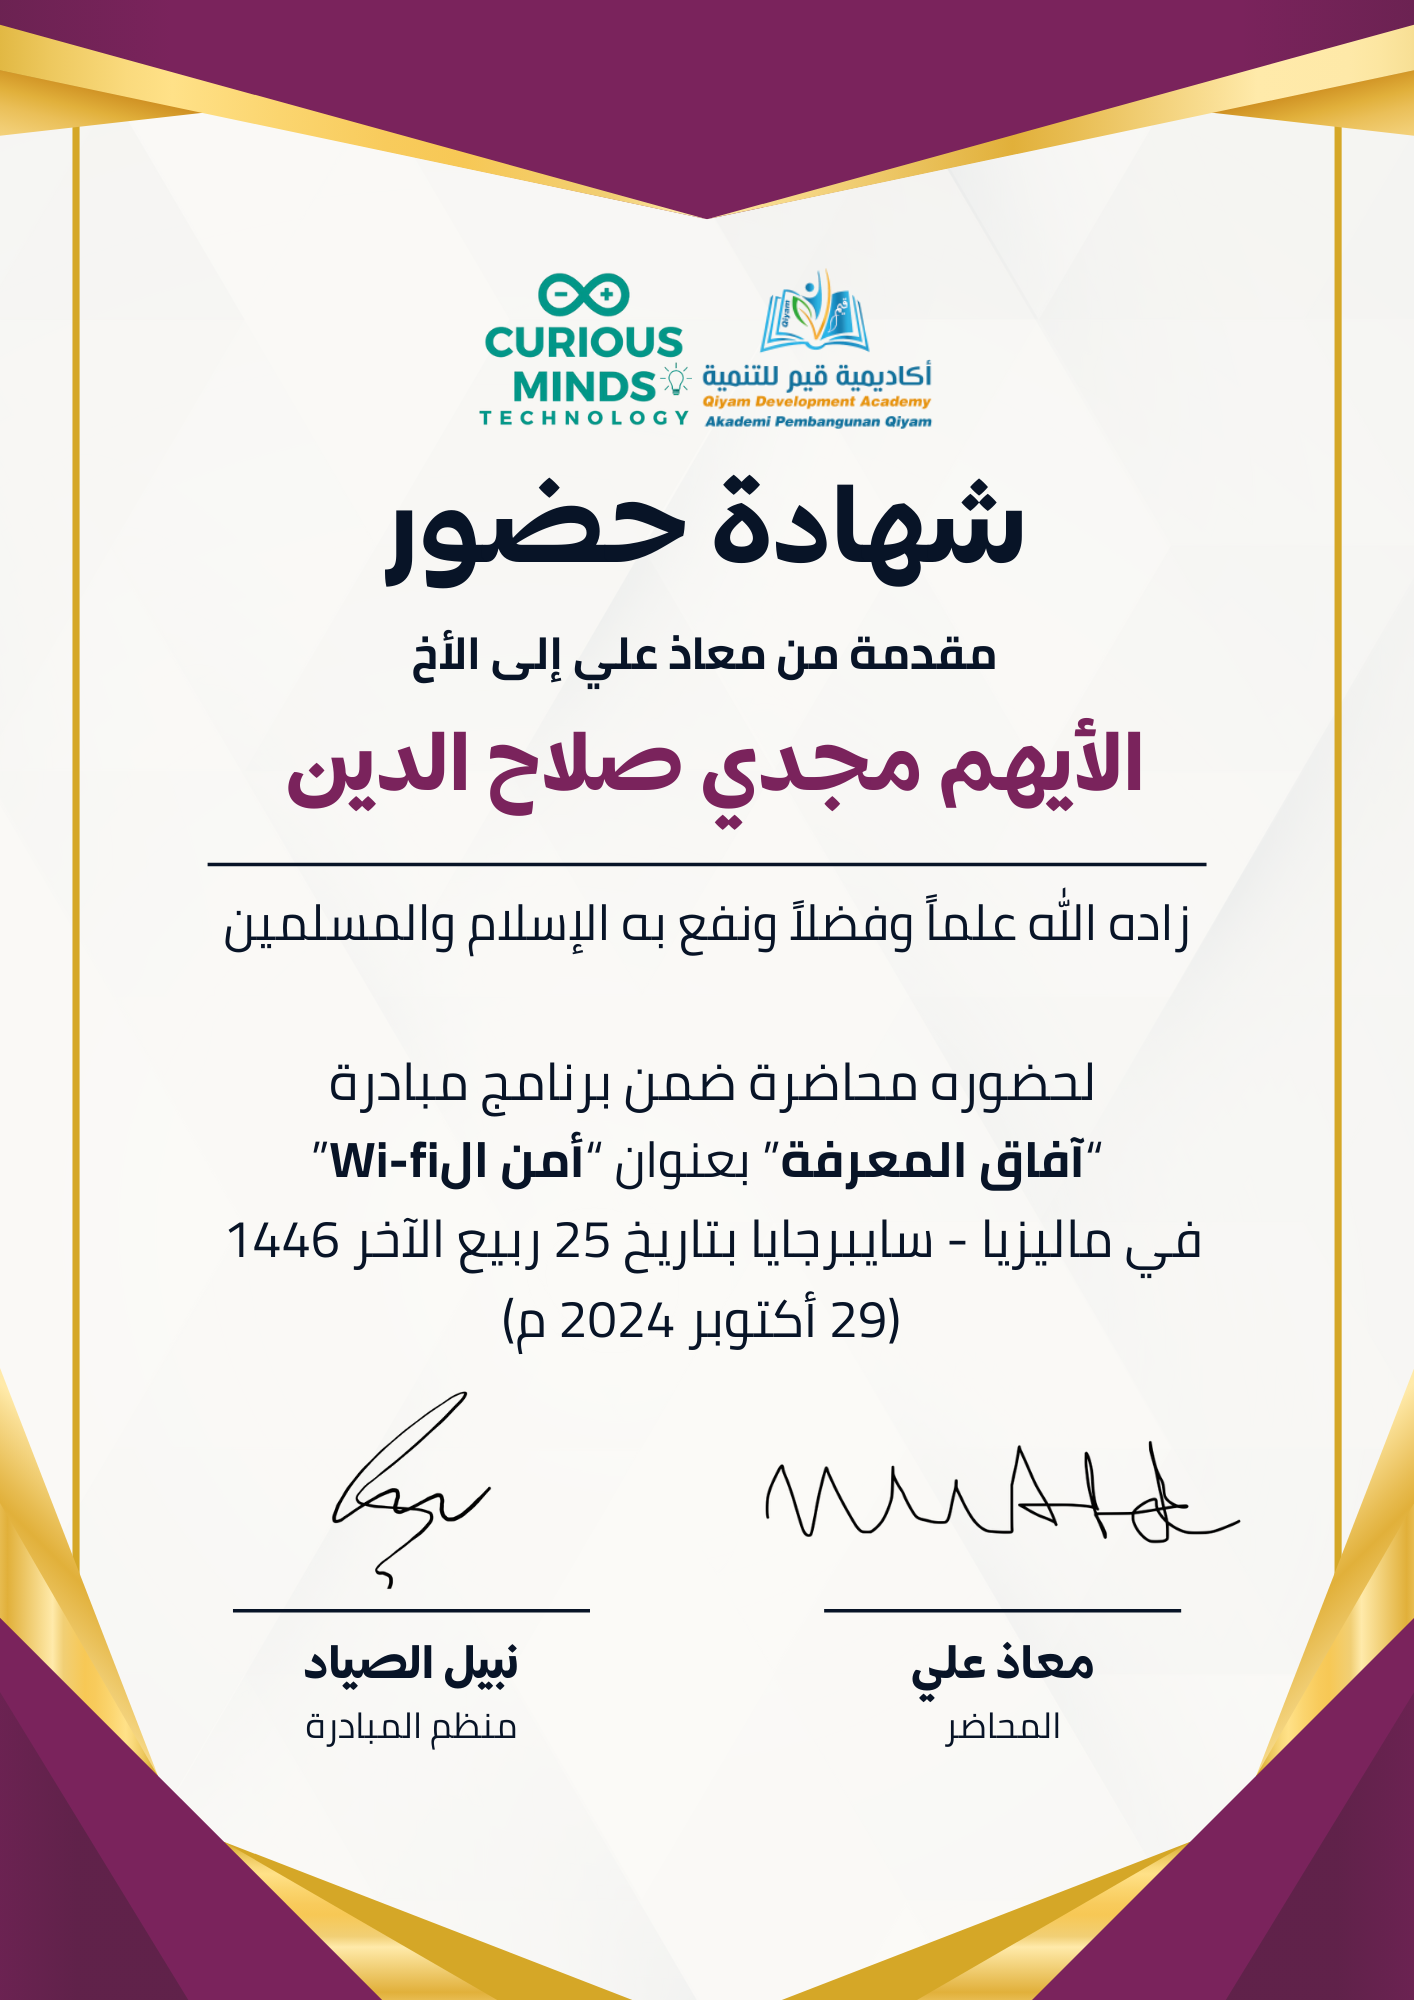 CURIOUS
MINDS
TECHNOLOGY
Qiyam
قيم
أكاديمية قيم للتنمية
Qiyam Development Academy
Akademi Pembangunan Qiyam
شهادة حضور
مقدمة من معاذ علي إلى الأخ
الأيهم مجدي صلاح الدين
زاده الله علماً وفضلاً ونفع به الإسلام والمسلمين
لحضوره محاضرة ضمن برنامج مبادرة
“آفاق المعرفة” بعنوان “أمن الWi-fi”
في ماليزيا - سايبرجايا بتاريخ 25 ربيع الآخر 1446
(29 أكتوبر 2024 م)
معاذ علي
المحاضر
نبيل الصياد
منظم المبادرة